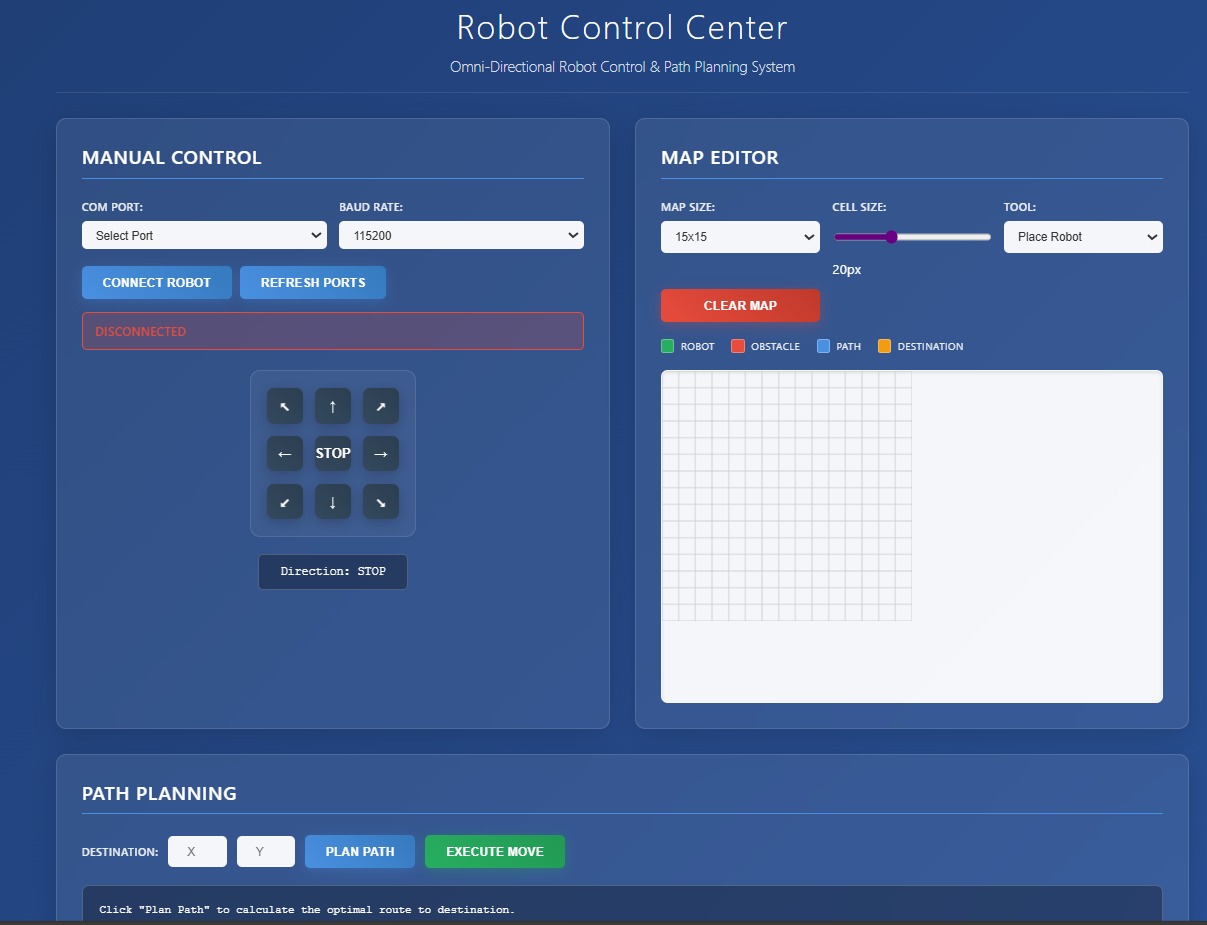 Robot Control Center
Omni-Directional Robot Control & Path Planning System
MANUAL CONTROL
COM PORT:
BAUD RATE:
Select Port
115200
CONNECT ROBOT
REFRESH PORTS
DISCONNECTED
↖ ↑ ↗
← STOP →
↙ ↓ ↘
Direction: STOP
MAP EDITOR
MAP SIZE:
CELL SIZE:
TOOL:
15x15
Place Robot
20px
CLEAR MAP
ROBOT
OBSTACLE
PATH
DESTINATION
PATH PLANNING
DESTINATION:
X
Y
PLAN PATH
EXECUTE MOVE
Click "Plan Path" to calculate the optimal route to destination.